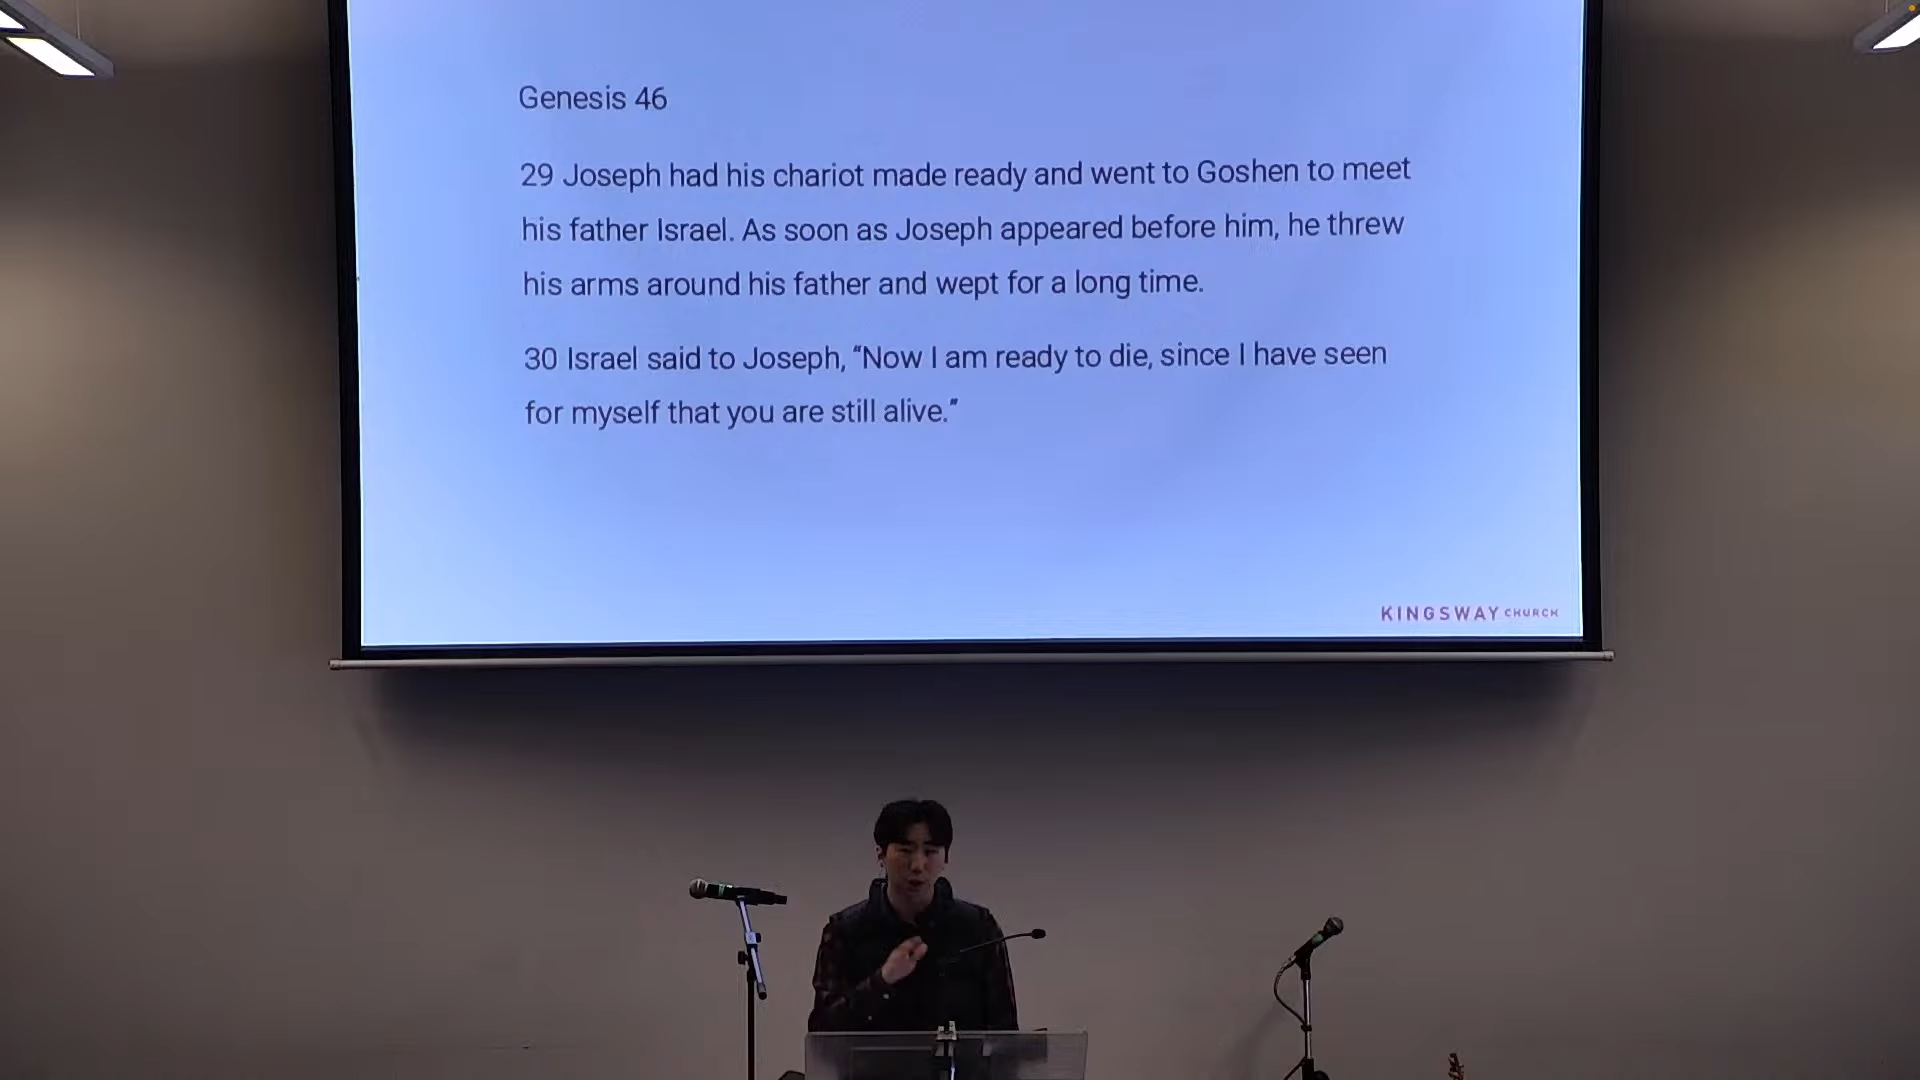 Genesis 46
29 Joseph had his chariot made ready and went to Goshen to meet
his father Israel. As soon as Joseph appeared before him, he threw
his arms around his father and wept for a long time.
30 Israel said to Joseph, “Now I am ready to die, since I have seen
for myself that you are still alive.”
KINGSWAY CHURCH